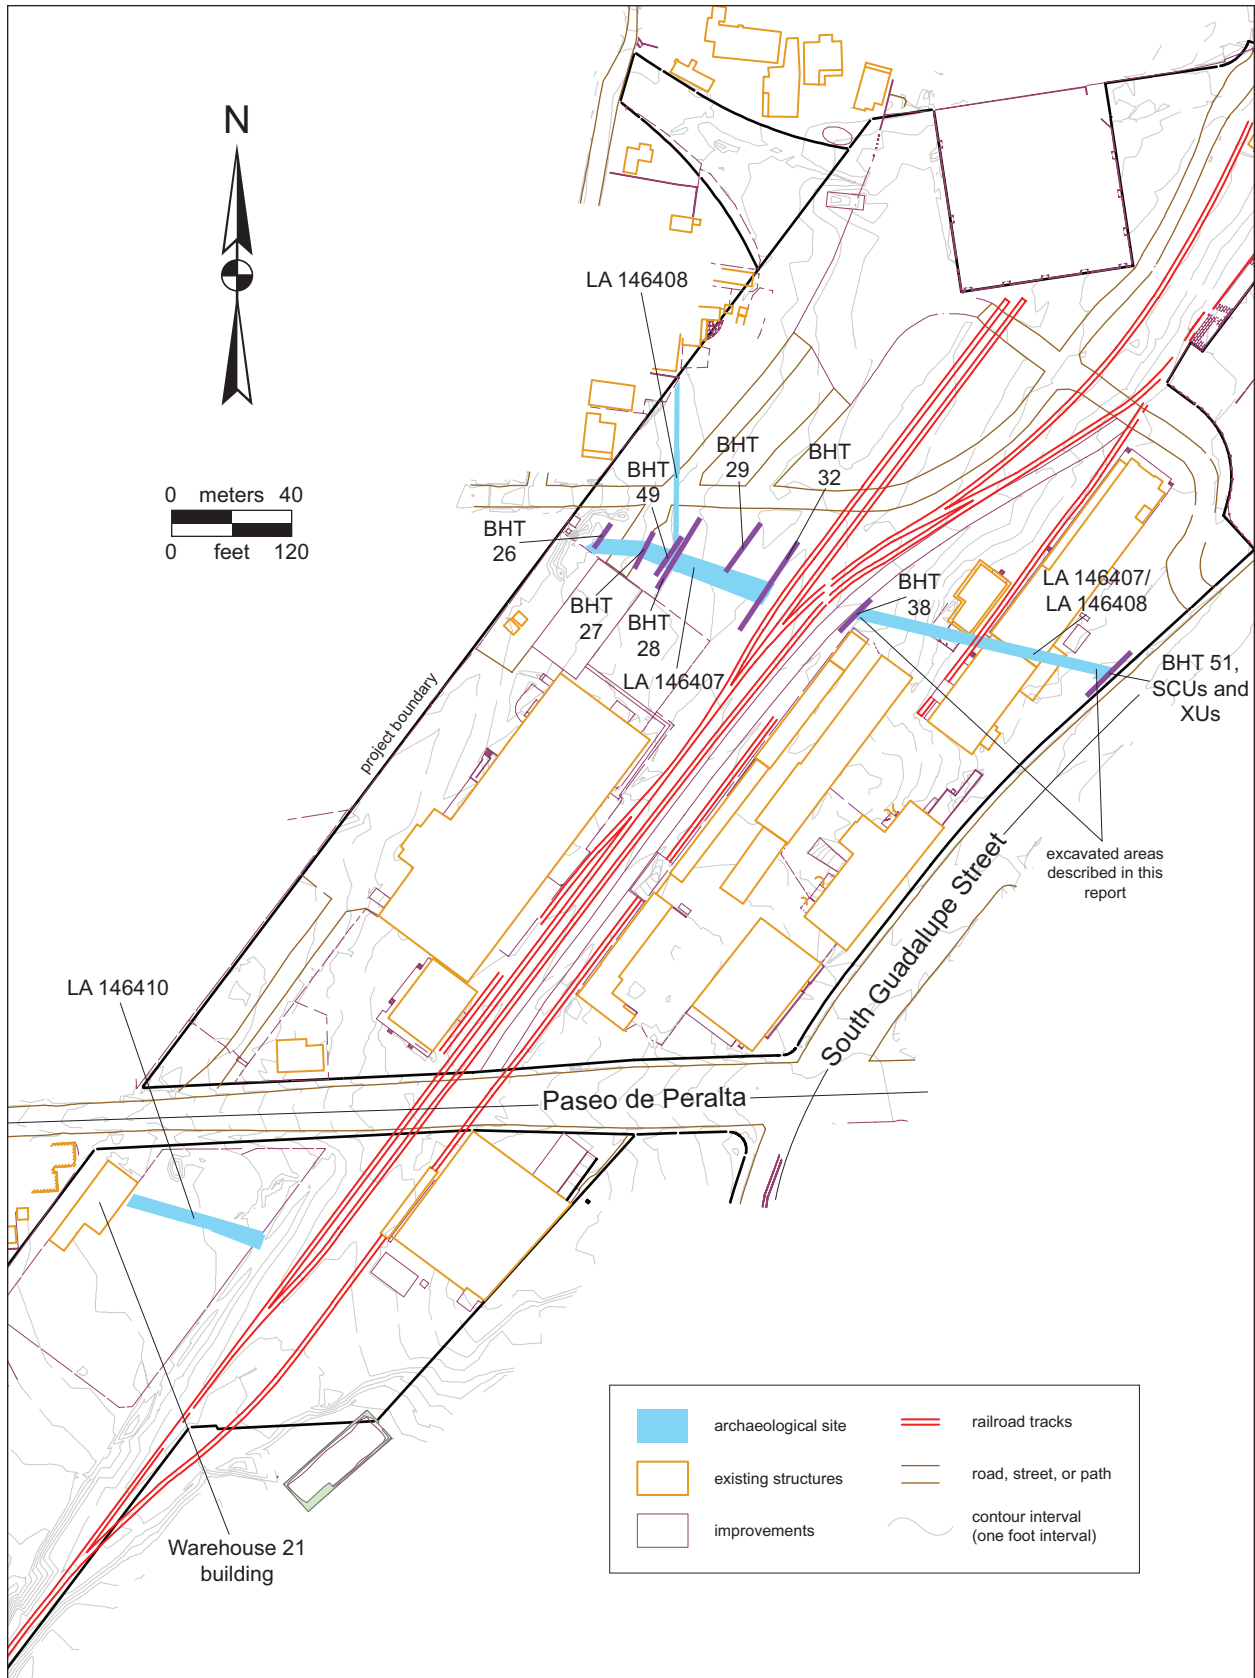 N
LA 146408
0 meters 40
0 feet 120
BHT
29
BHT
32
BHT
49
BHT
26
BHT
27
BHT
28
LA 146407
BHT
38
LA 146407/
LA 146408
BHT 51,
SCUs and
XUs
project boundary
excavated areas
described in this
report
South Guadalupe Street
LA 146410
Paseo de Peralta
Warehouse 21
building
archaeological site
railroad tracks
existing structures
road, street, or path
improvements
contour interval
(one foot interval)